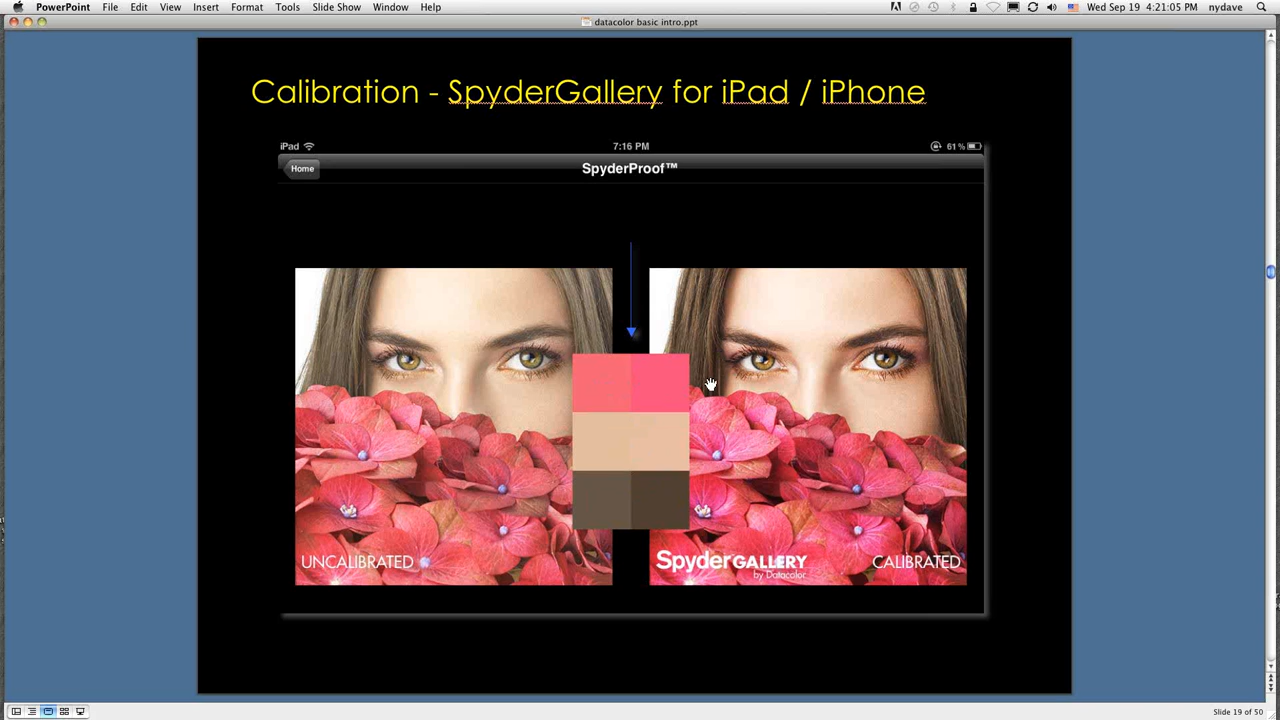 PowerPoint File Edit View Insert Format Tools Slide Show Window Help Wed Sep 19 4:21:05 PM nydave
datacolor basic intro.ppt
Calibration - SpyderGallery for iPad / iPhone
iPad 7:16 PM 61%
Home SpyderProof™
UNCALIBRATED
SpyderGALLERY CALIBRATED
by Datacolor
Slide 19 of 50